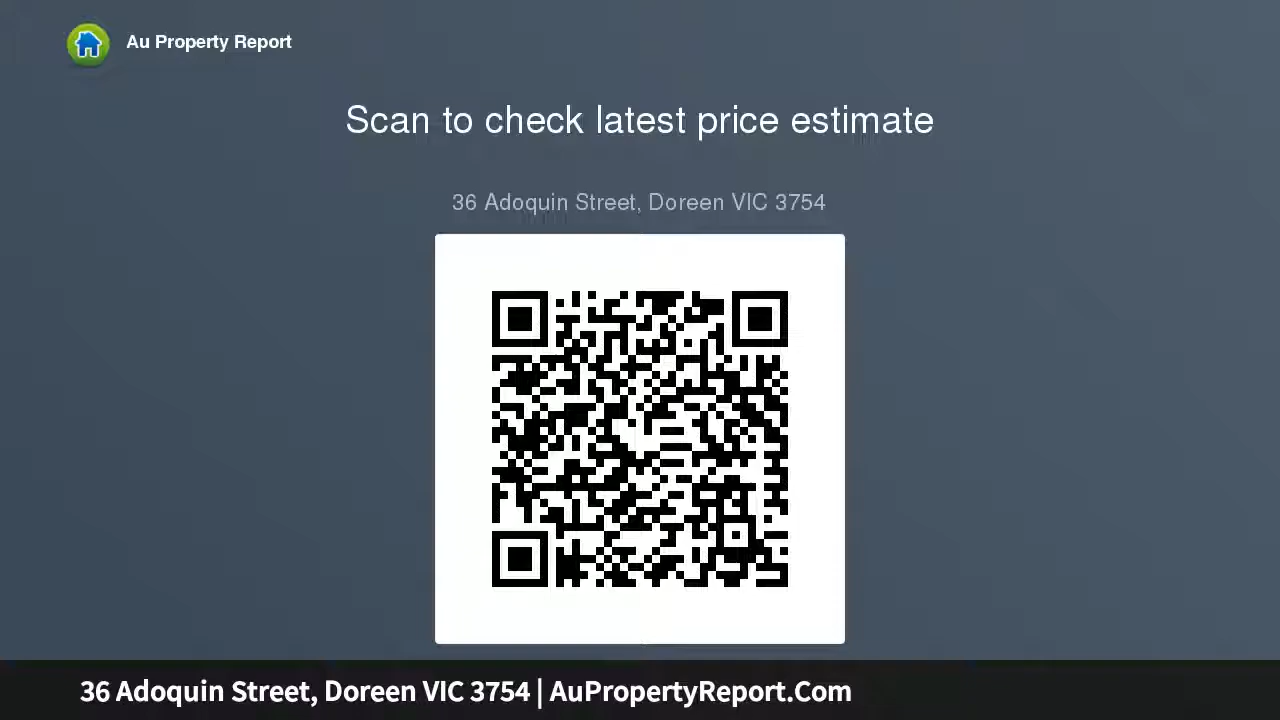 Au Property Report
Scan to check latest price estimate
36 Adoquin Street, Doreen VIC 3754
36 Adoquin Street, Doreen VIC 3754 | AuPropertyReport.Com